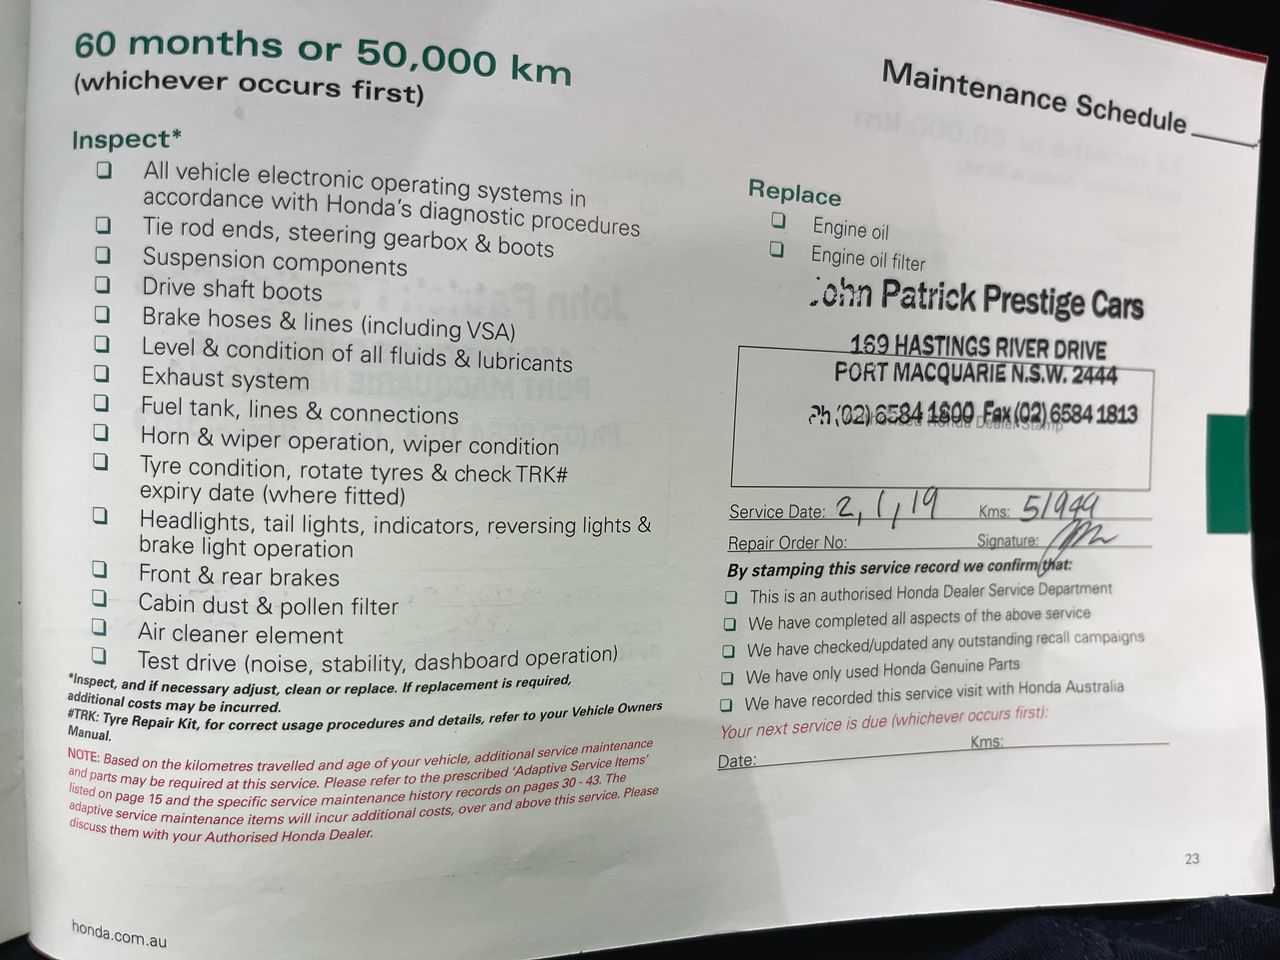 60 months or 50,000 km
(whichever occurs first)
Maintenance Schedule
Inspect*
❏ All vehicle electronic operating systems in
accordance with Honda's diagnostic procedures
❏ Tie rod ends, steering gearbox & boots
❏ Suspension components
❏ Drive shaft boots
❏ Brake hoses & lines (including VSA)
❏ Level & condition of all fluids & lubricants
❏ Exhaust system
❏ Fuel tank, lines & connections
❏ Horn & wiper operation, wiper condition
❏ Tyre condition, rotate tyres & check TRK#
expiry date (where fitted)
❏ Headlights, tail lights, indicators, reversing lights &
brake light operation
❏ Front & rear brakes
❏ Cabin dust & pollen filter
❏ Air cleaner element
❏ Test drive (noise, stability, dashboard operation)
*Inspect, and if necessary adjust, clean or replace. If replacement is required,
additional costs may be incurred.
#TRK: Tyre Repair Kit, for correct usage procedures and details, refer to your Vehicle Owners
Manual.
NOTE: Based on the kilometres travelled and age of your vehicle, additional service maintenance
and parts may be required at this service. Please refer to the prescribed 'Adaptive Service Items'
listed on page 15 and the specific service maintenance history records on pages 30 - 43. The
adaptive service maintenance items will incur additional costs, over and above this service. Please
discuss them with your Authorised Honda Dealer.
Replace
❏ Engine oil
❏ Engine oil filter
John Patrick Prestige Cars
169 HASTINGS RIVER DRIVE
PORT MACQUARIE N.S.W. 2444
Ph (02) 6584 1800 Fax (02) 6584 1813
Honda Dealer Stamp
Service Date: 2, 1, 19 Kms: 51949
Repair Order No: Signature:
By stamping this service record we confirm that:
❏ This is an authorised Honda Dealer Service Department
❏ We have completed all aspects of the above service
❏ We have checked/updated any outstanding recall campaigns
❏ We have only used Honda Genuine Parts
❏ We have recorded this service visit with Honda Australia
Your next service is due (whichever occurs first):
Date: Kms:
23
honda.com.au